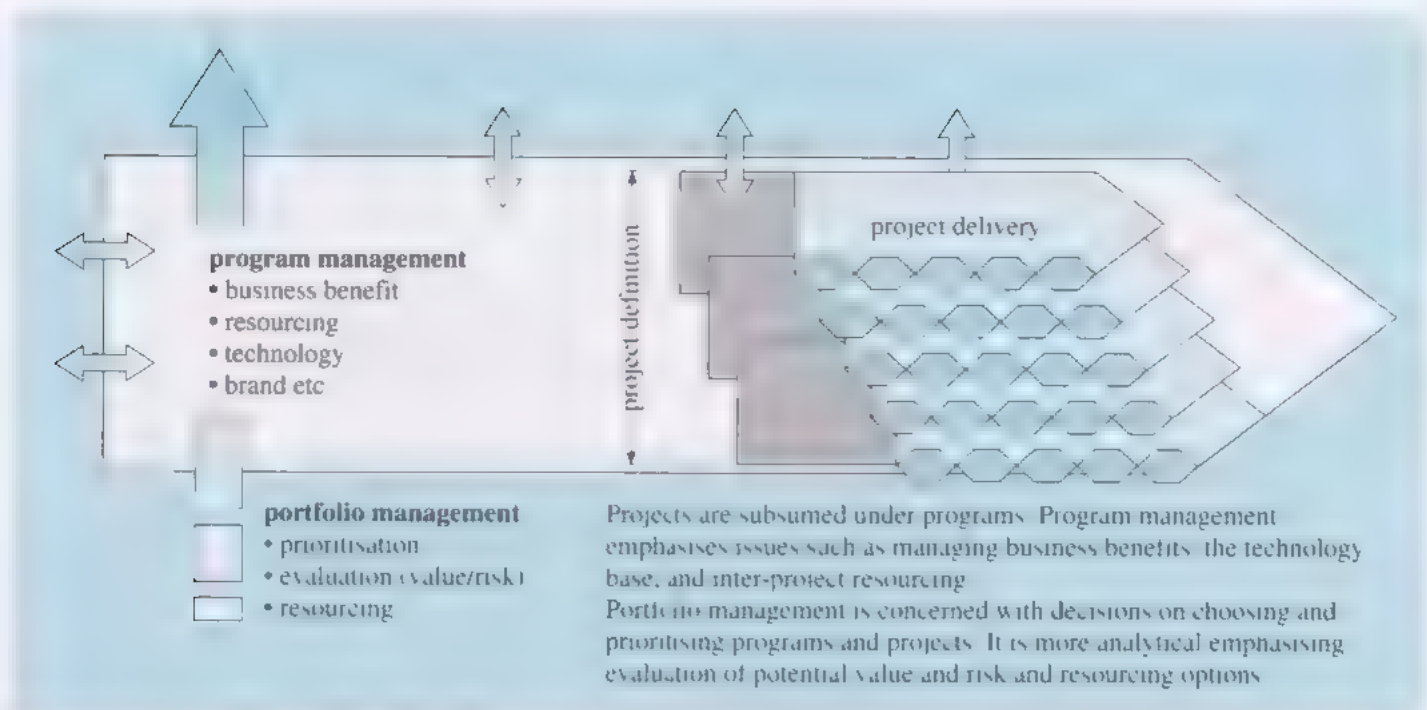 program management
• business benefit
• resourcing
• technology
• brand etc
project definition
project delivery
portfolio management
• prioritisation
• evaluation (value/risk)
• resourcing
Projects are subsumed under programs. Program management
emphasises issues such as managing business benefits, the technology
base, and inter-project resourcing
Portfolio management is concerned with decisions on choosing and
prioritising programs and projects. It is more analytical emphasising
evaluation of potential value and risk and resourcing options